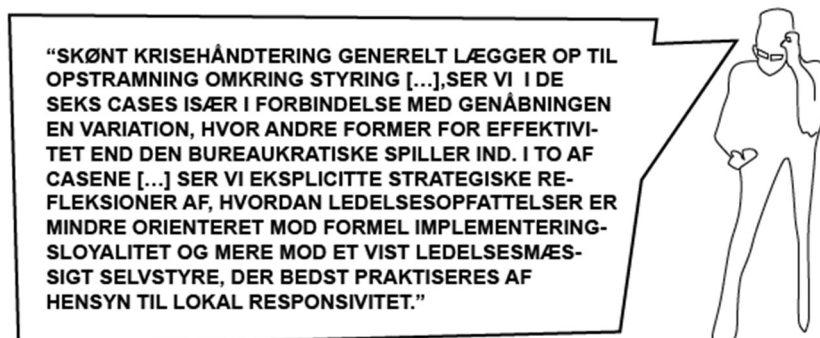 “SKØNT KRISEHÅNDTERING GENERELT LÆGGER OP TIL
OPSTRAMNING OMKRING STYRING [...],SER VI I DE
SEKS CASES ISÆR I FORBINDELSE MED GENÅBNINGEN
EN VARIATION, HVOR ANDRE FORMER FOR EFFEKTIVI-
TET END DEN BUREAUKRATISKE SPILLER IND. I TO AF
CASENE [...] SER VI EKSPLICITTE STRATEGISKE RE-
FLEKSIONER AF, HVORDAN LEDELSESOPFATTELSER ER
MINDRE ORIENTERET MOD FORMEL IMPLEMENTERING-
SLOYALITET OG MERE MOD ET VIST LEDELSESMÆS-
SIGT SELVSTYRE, DER BEDST PRAKTISERES AF
HENSYN TIL LOKAL RESPONSIVITET.”